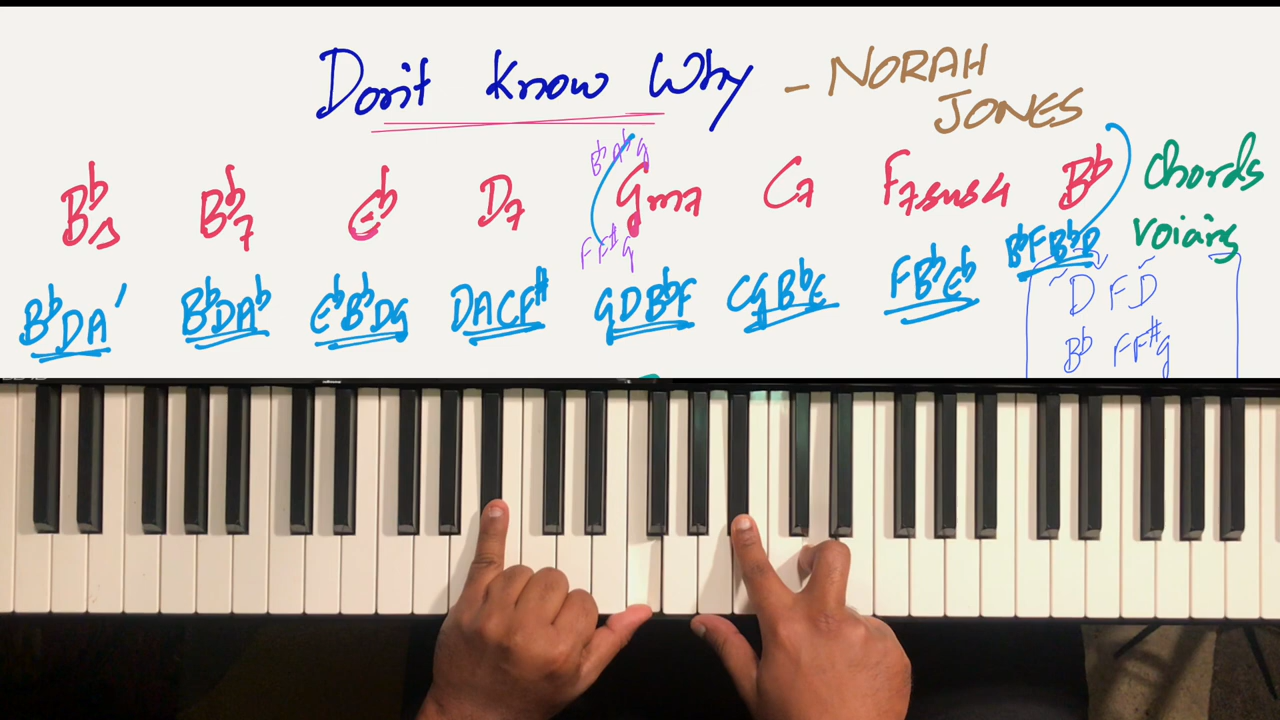 Don't Know Why - NORAH JONES
B♭ A♭ G
B♭Δ B♭7 E♭ D7 Gm7 C7 F7sus4 B♭ Chords
F F# G
voicing
B♭DA' B♭DA♭ E♭B♭DG DACF# GDB♭F CGB♭E FB♭E♭ B♭FB♭D
D F D
B♭ F F# G